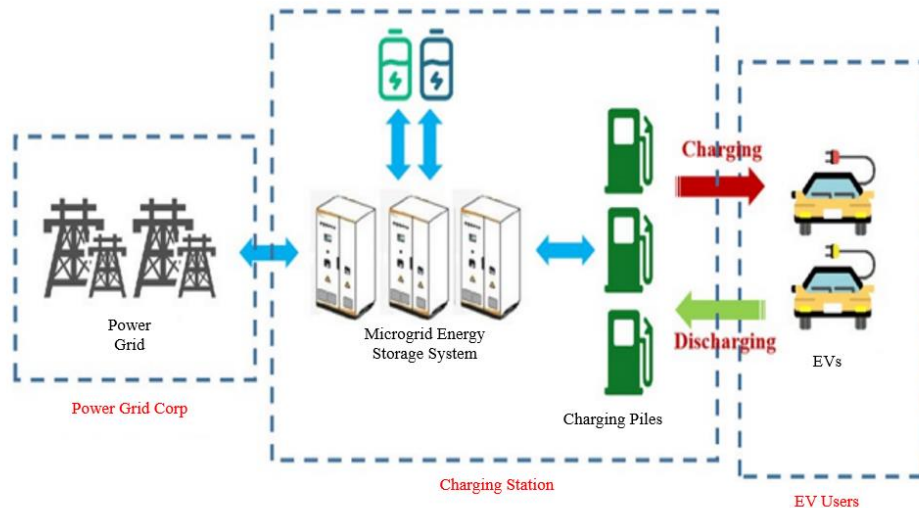 Charging
Discharging
Power
Grid
Microgrid Energy
Storage System
Charging Piles
EVs
Power Grid Corp
Charging Station
EV Users